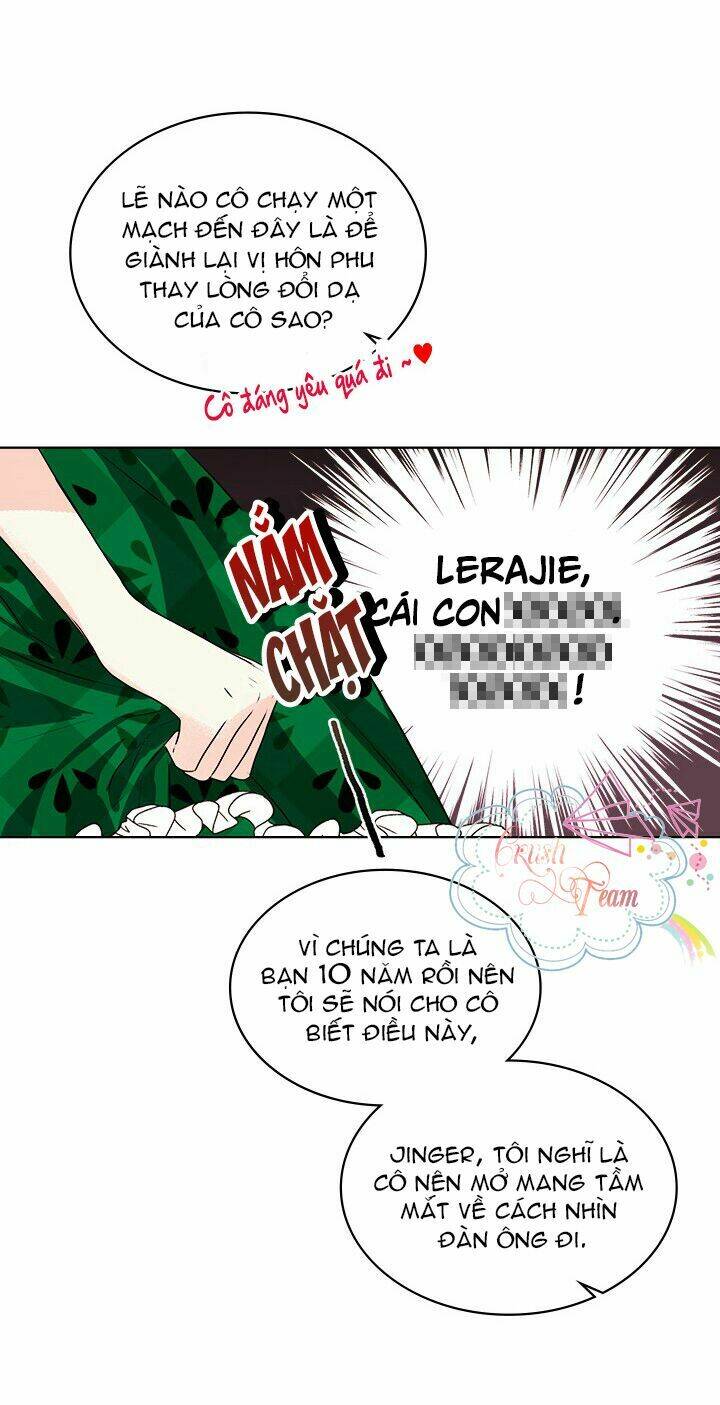 LẼ NÀO CÔ CHẠY MỘT
MẠCH ĐẾN ĐÂY LÀ ĐỂ
GIÀNH LẠI VỊ HÔN PHU
THAY LÒNG ĐỔI DẠ
CỦA CÔ SAO?
Cô đáng yêu quá đi ~♥
NẮM
CHẶT
LERAJIE,
CÁI CON
!
Crush
Team
VÌ CHÚNG TA LÀ
BẠN 10 NĂM RỒI NÊN
TÔI SẼ NÓI CHO CÔ
BIẾT ĐIỀU NÀY,
JINGER, TÔI NGHĨ LÀ
CÔ NÊN MỞ MANG TẦM
MẮT VỀ CÁCH NHÌN
ĐÀN ÔNG ĐI.